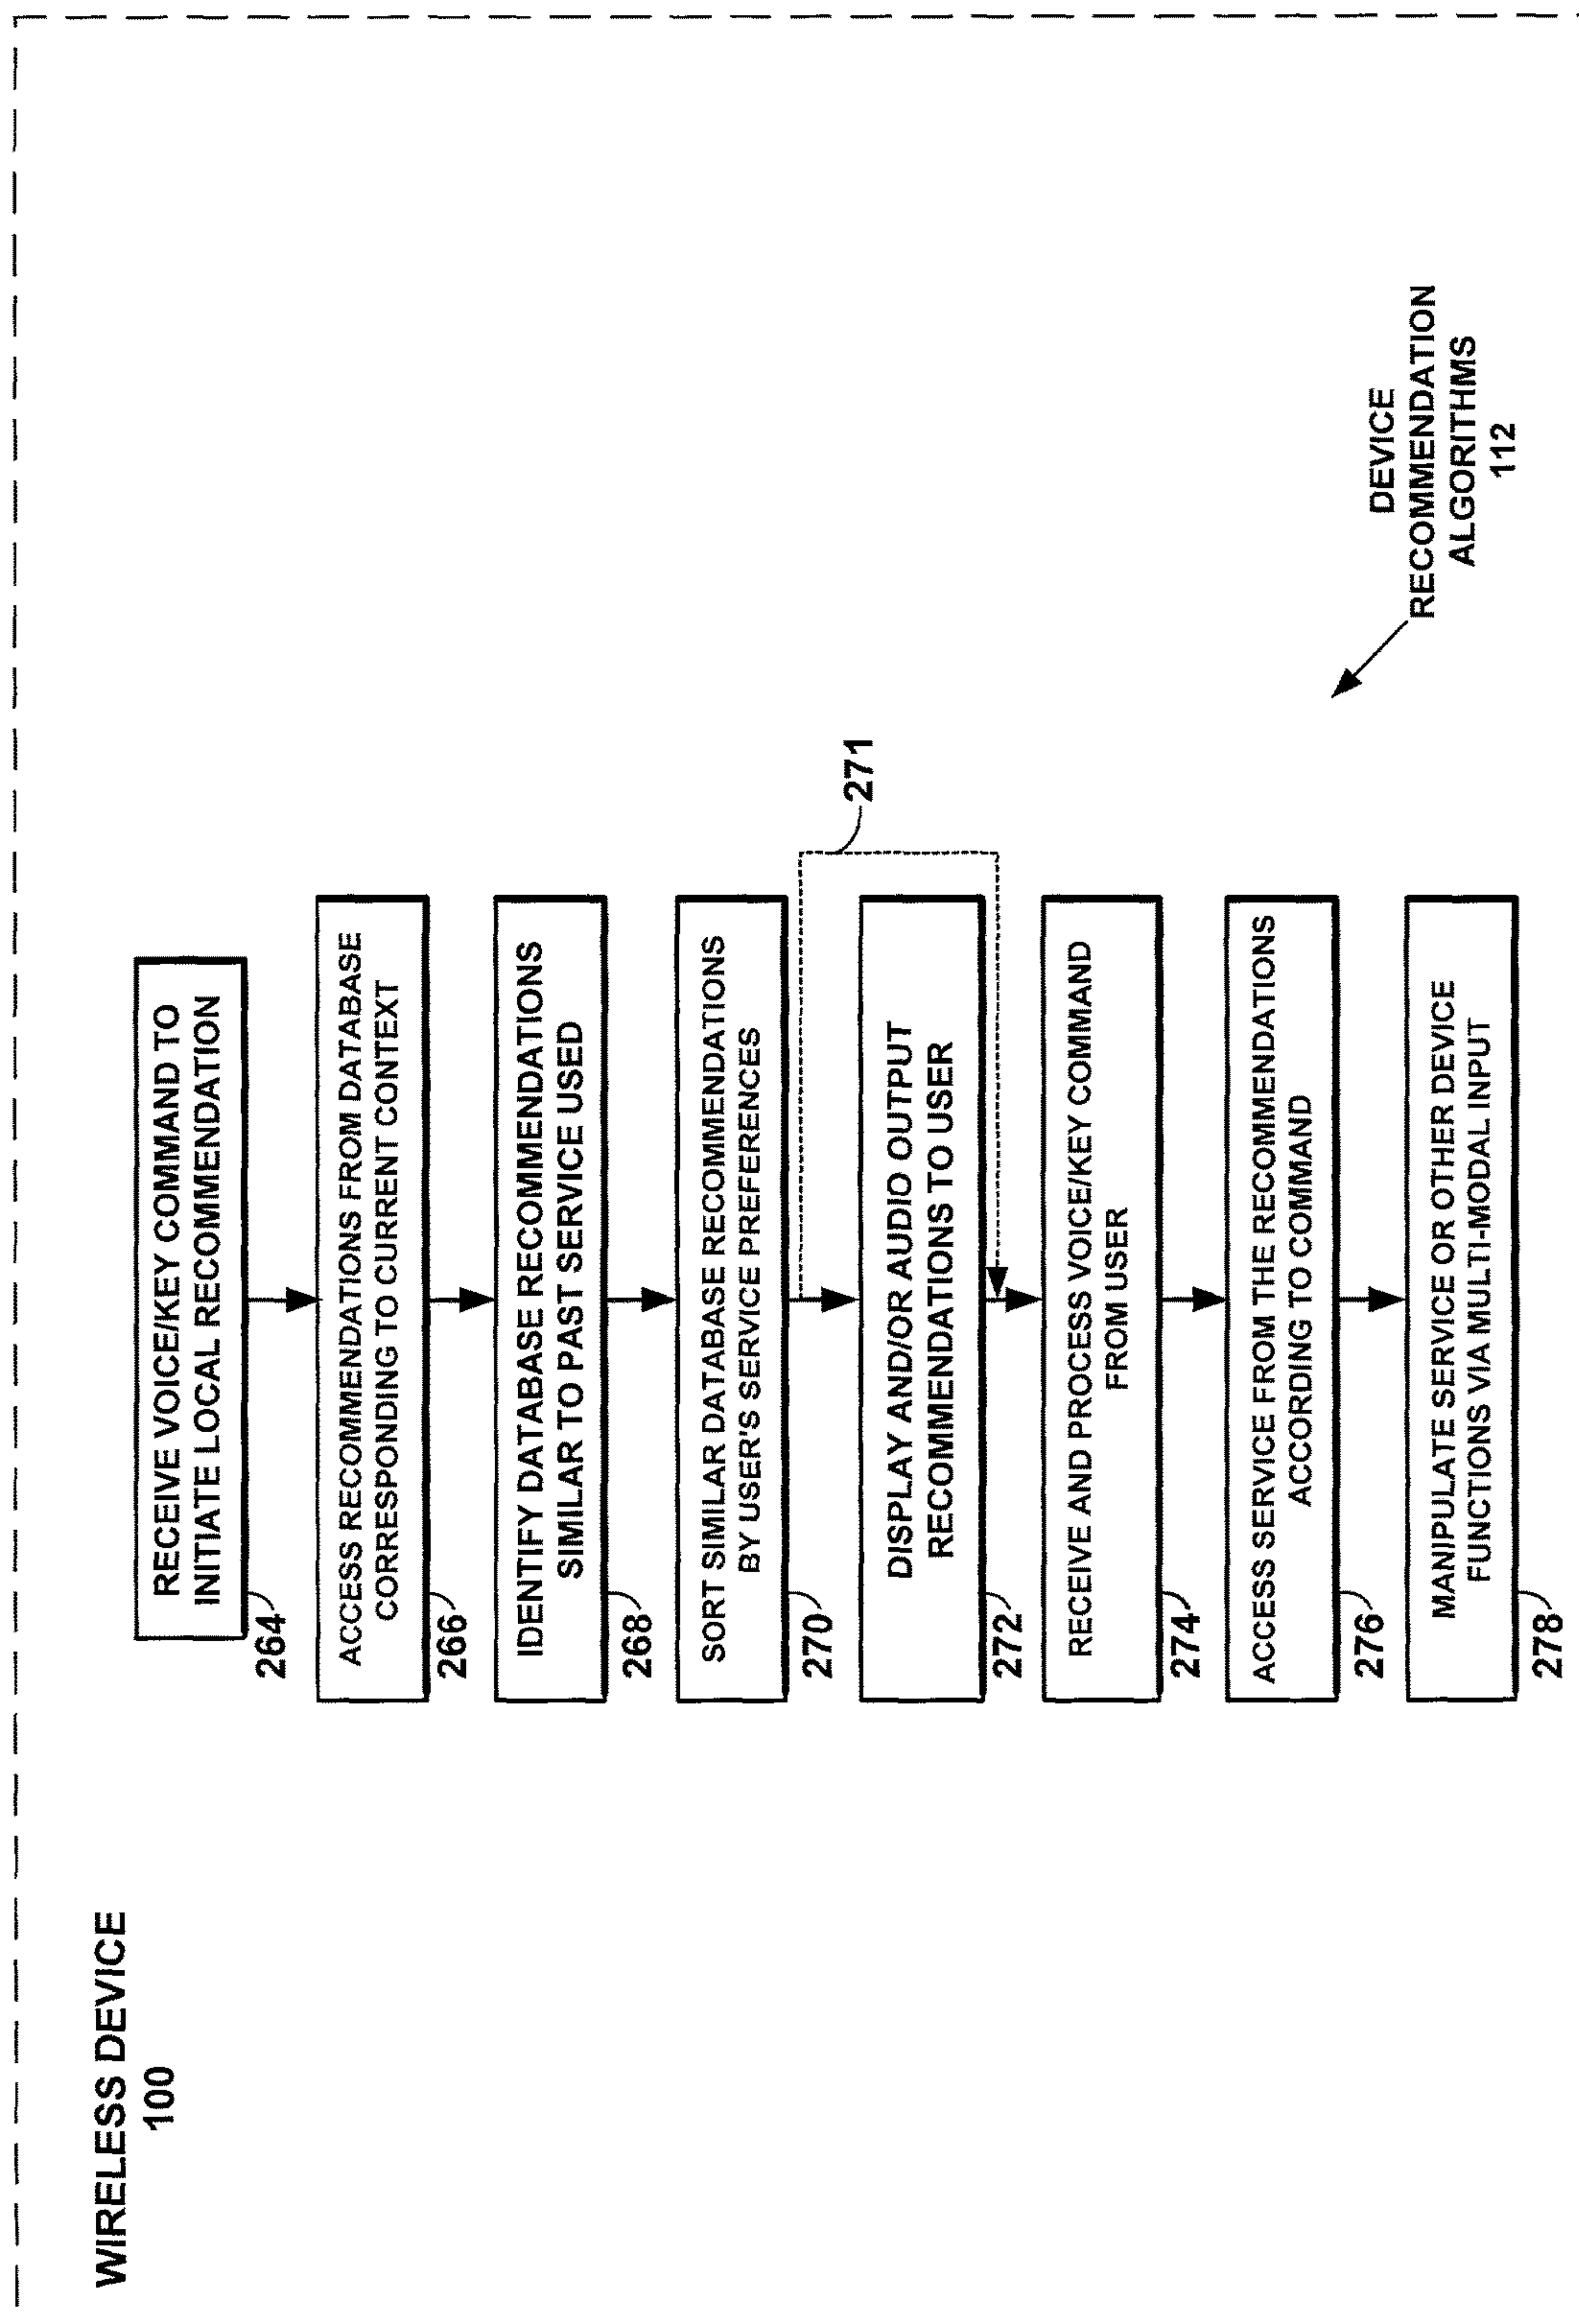 WIRELESS DEVICE
100
RECEIVE VOICE/KEY COMMAND TO
INITIATE LOCAL RECOMMENDATION
264
ACCESS RECOMMENDATIONS FROM DATABASE
CORRESPONDING TO CURRENT CONTEXT
266
IDENTIFY DATABASE RECOMMENDATIONS
SIMILAR TO PAST SERVICE USED
268
SORT SIMILAR DATABASE RECOMMENDATIONS
BY USER'S SERVICE PREFERENCES
270
271
DISPLAY AND/OR AUDIO OUTPUT
RECOMMENDATIONS TO USER
272
RECEIVE AND PROCESS VOICE/KEY COMMAND
FROM USER
274
ACCESS SERVICE FROM THE RECOMMENDATIONS
ACCORDING TO COMMAND
276
MANIPULATE SERVICE OR OTHER DEVICE
FUNCTIONS VIA MULTI-MODAL INPUT
278
DEVICE
RECOMMENDATION
ALGORITHMS
112